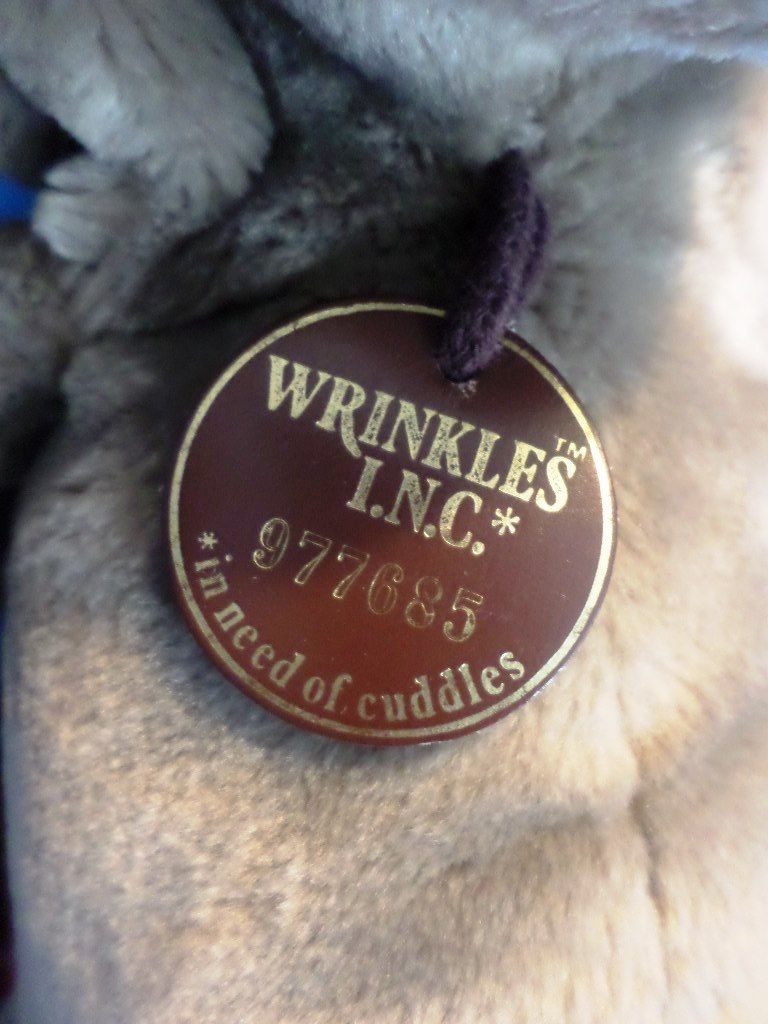 WRINKLES™
I.N.C.*
977685
*in need of cuddles